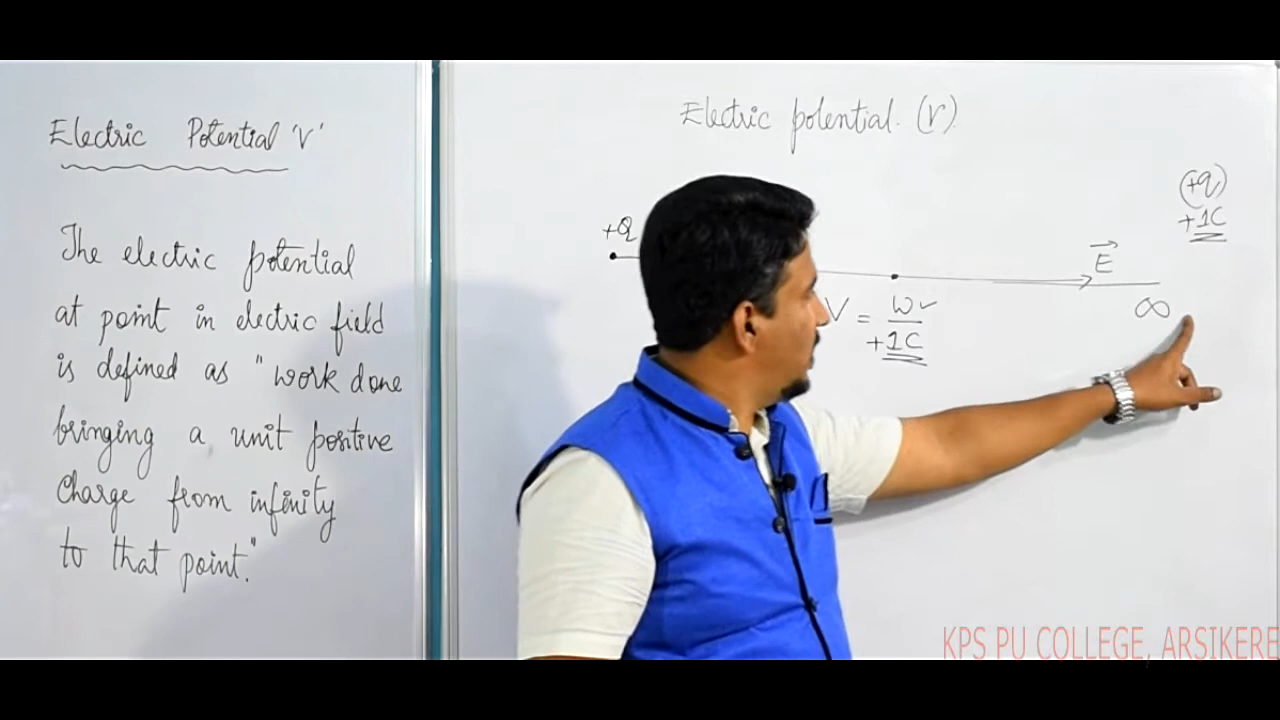 Electric Potential 'V'
The electric potential
at point in electric field
is defined as "work done
bringing a unit positive
charge from infinity
to that point."
Electric potential. (V).
(+q)
+1C
+Q
E⃗
∞
V = W✓
+1C
KPS PU COLLEGE, ARSIKERE